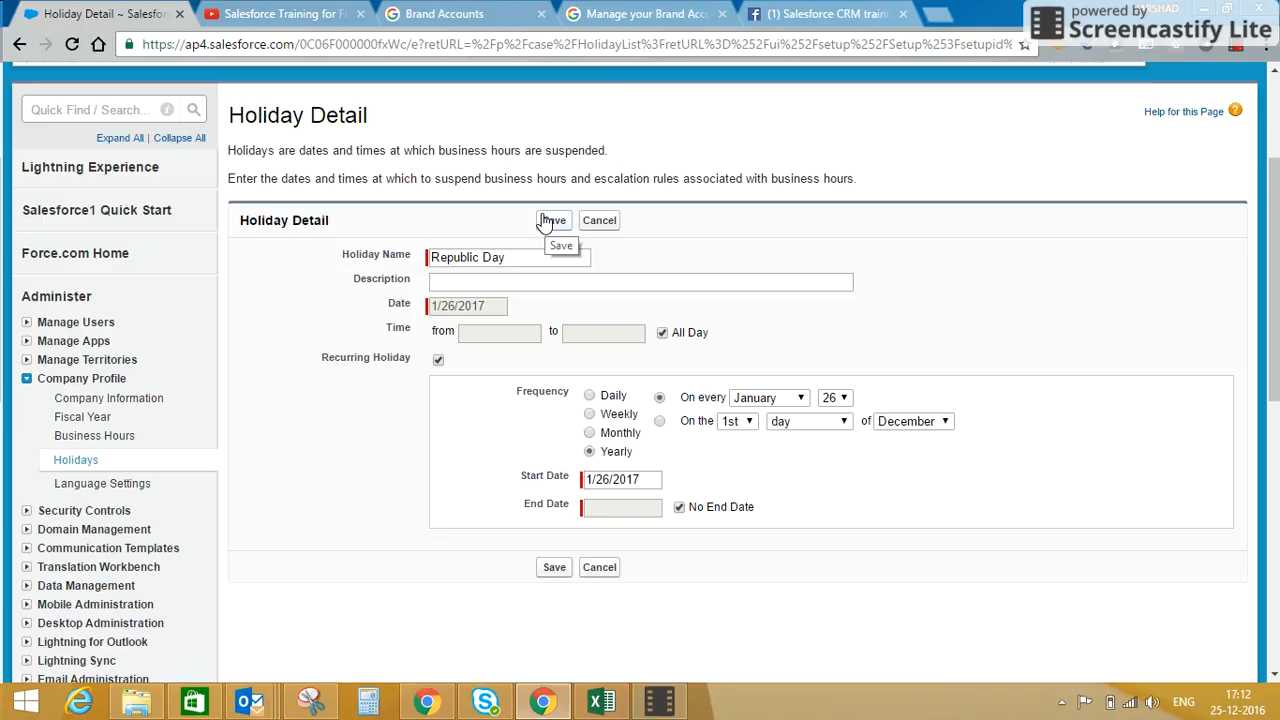 Holiday Detail ~ Salesfor
Salesforce Training for F
Brand Accounts
Manage your Brand Acc
(1) Salesforce CRM train
powered by
Screencastify Lite
https://ap4.salesforce.com/0C06F000000fxWc/e?retURL=%2Fp%2Fcase%2FHolidayList%3FretURL%3D%252Fui%252Fsetup%252FSetup%253Fsetupid%
Quick Find / Search...
Expand All | Collapse All
Lightning Experience
Salesforce1 Quick Start
Force.com Home
Administer
Manage Users
Manage Apps
Manage Territories
Company Profile
Company Information
Fiscal Year
Business Hours
Holidays
Language Settings
Security Controls
Domain Management
Communication Templates
Translation Workbench
Data Management
Mobile Administration
Desktop Administration
Lightning for Outlook
Lightning Sync
Email Administration
Holiday Detail
Help for this Page
Holidays are dates and times at which business hours are suspended.
Enter the dates and times at which to suspend business hours and escalation rules associated with business hours.
Holiday Detail
Save Cancel
Save
Holiday Name Republic Day
Description
Date 1/26/2017
Time from to All Day
Recurring Holiday
Frequency
Daily
Weekly
Monthly
Yearly
On every January 26
On the 1st day of December
Start Date 1/26/2017
End Date No End Date
Save Cancel
ENG
17:12
25-12-2016